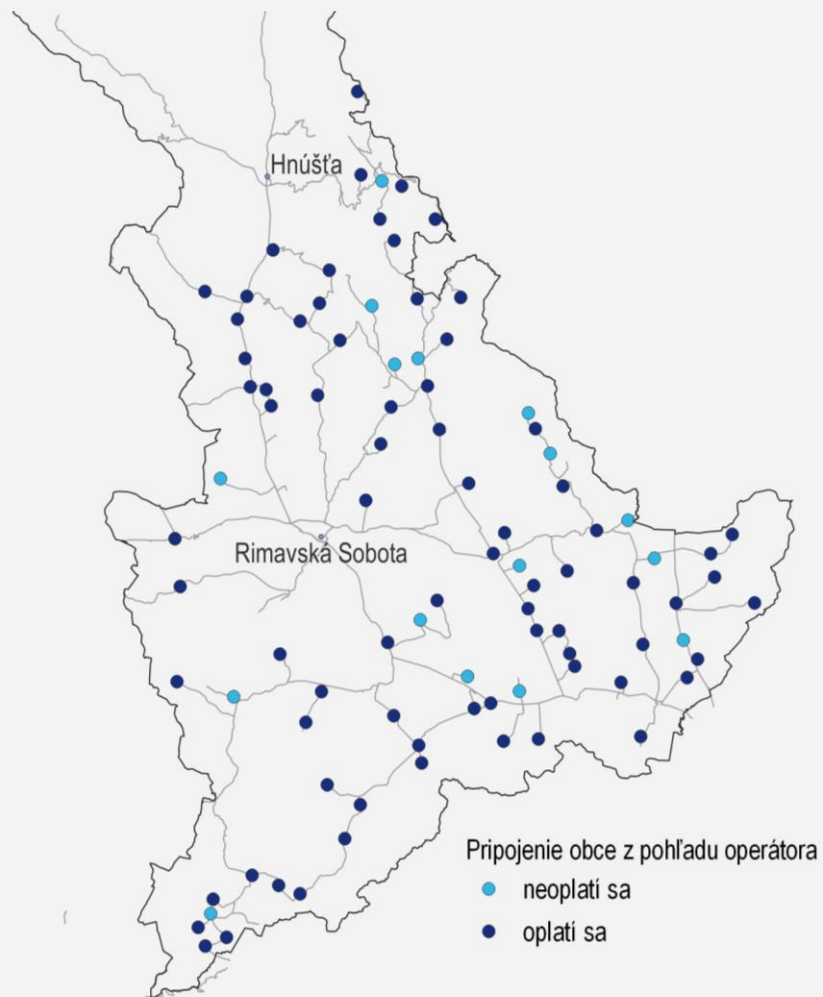 Hnúšťa
Rimavská Sobota
Pripojenie obce z pohľadu operátora
neoplatí sa
oplatí sa